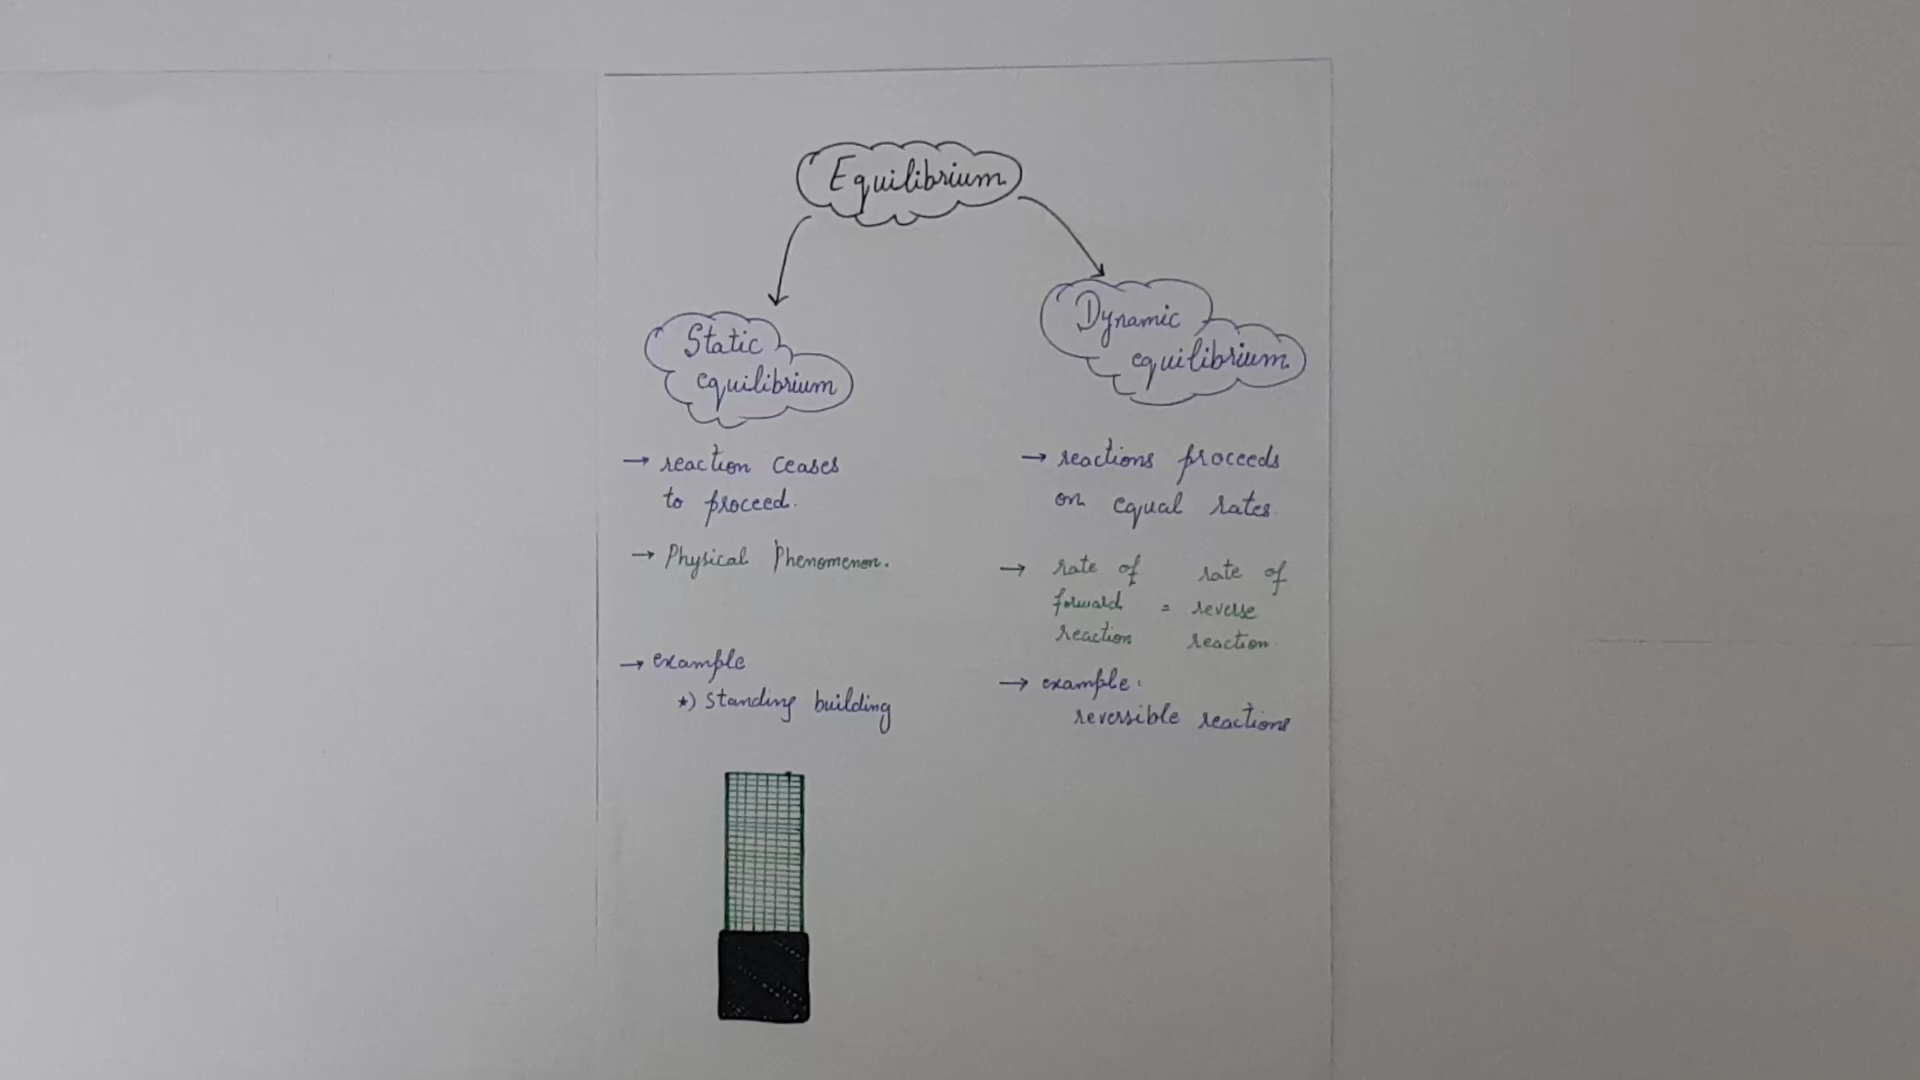 Equilibrium
Static
equilibrium
→ reaction ceases
to proceed.
→ Physical Phenomenon.
→ example
*) Standing building
Dynamic
equilibrium
→ reactions proceeds
on equal rates
→ rate of rate of
forward = reverse
reaction reaction
→ example:
reversible reactions